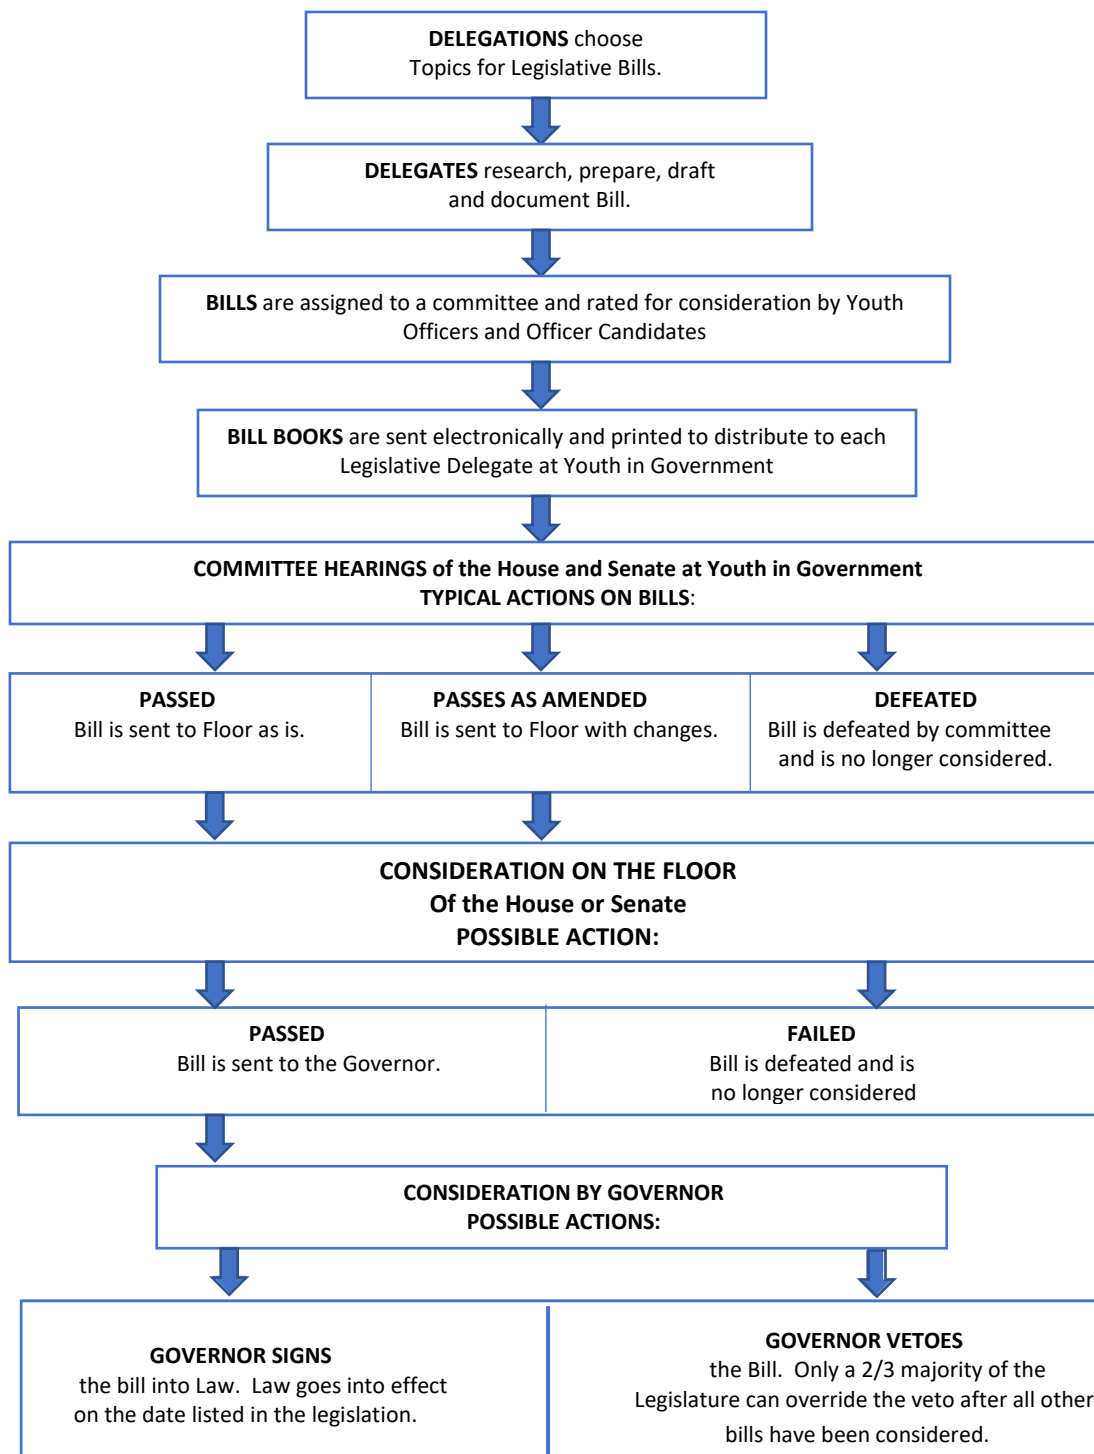 DELEGATIONS choose
Topics for Legislative Bills.
DELEGATES research, prepare, draft
and document Bill.
BILLS are assigned to a committee and rated for consideration by Youth
Officers and Officer Candidates
BILL BOOKS are sent electronically and printed to distribute to each
Legislative Delegate at Youth in Government
COMMITTEE HEARINGS of the House and Senate at Youth in Government
TYPICAL ACTIONS ON BILLS:
PASSED
Bill is sent to Floor as is.
PASSES AS AMENDED
Bill is sent to Floor with changes.
DEFEATED
Bill is defeated by committee
and is no longer considered.
CONSIDERATION ON THE FLOOR
Of the House or Senate
POSSIBLE ACTION:
PASSED
Bill is sent to the Governor.
FAILED
Bill is defeated and is
no longer considered
CONSIDERATION BY GOVERNOR
POSSIBLE ACTIONS:
GOVERNOR SIGNS
the bill into Law. Law goes into effect
on the date listed in the legislation.
GOVERNOR VETOES
the Bill. Only a 2/3 majority of the
Legislature can override the veto after all other
bills have been considered.